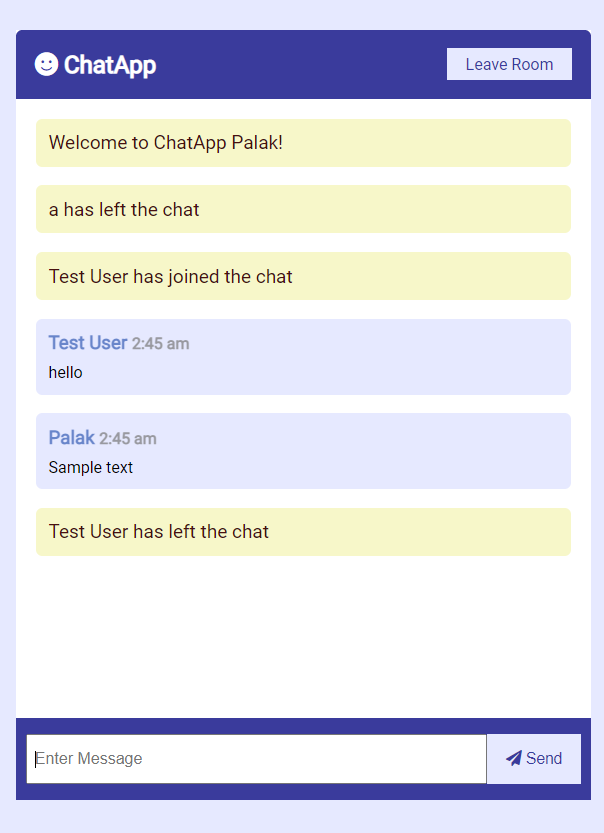 ChatApp
Leave Room
Welcome to ChatApp Palak!
a has left the chat
Test User has joined the chat
Test User 2:45 am
hello
Palak 2:45 am
Sample text
Test User has left the chat
Enter Message
Send